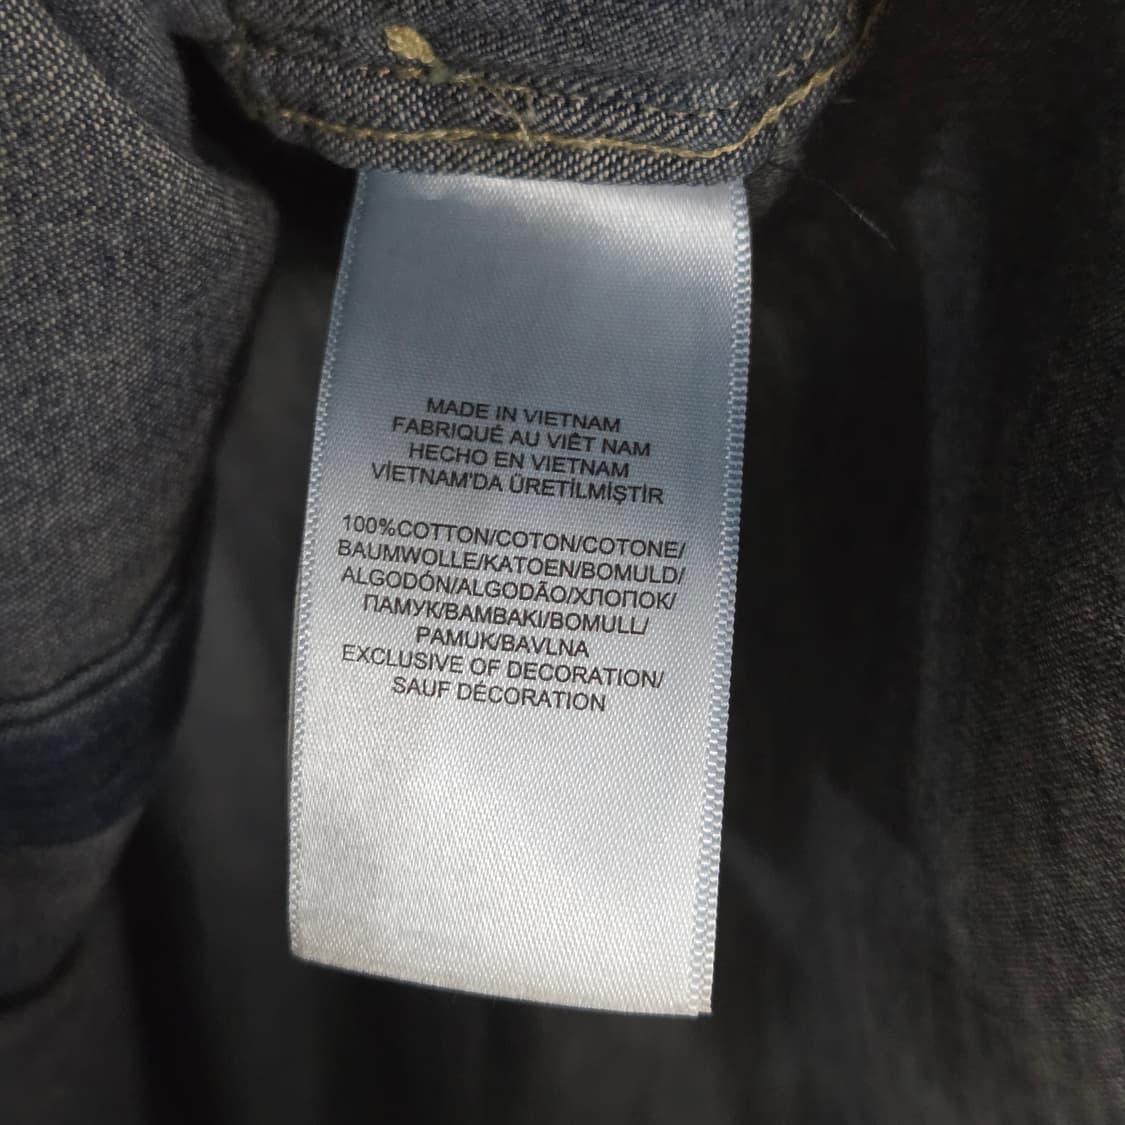 MADE IN VIETNAM
FABRIQUÉ AU VIÊT NAM
HECHO EN VIETNAM
VİETNAM'DA ÜRETİLMİŞTİR
100%COTTON/COTON/COTONE/
BAUMWOLLE/KATOEN/BOMULD/
ALGODÓN/ALGODÃO/ХЛОПОК/
ПАМУК/ΒΑΜΒΑΚΙ/BOMULL/
PAMUK/BAVLNA
EXCLUSIVE OF DECORATION/
SAUF DÉCORATION